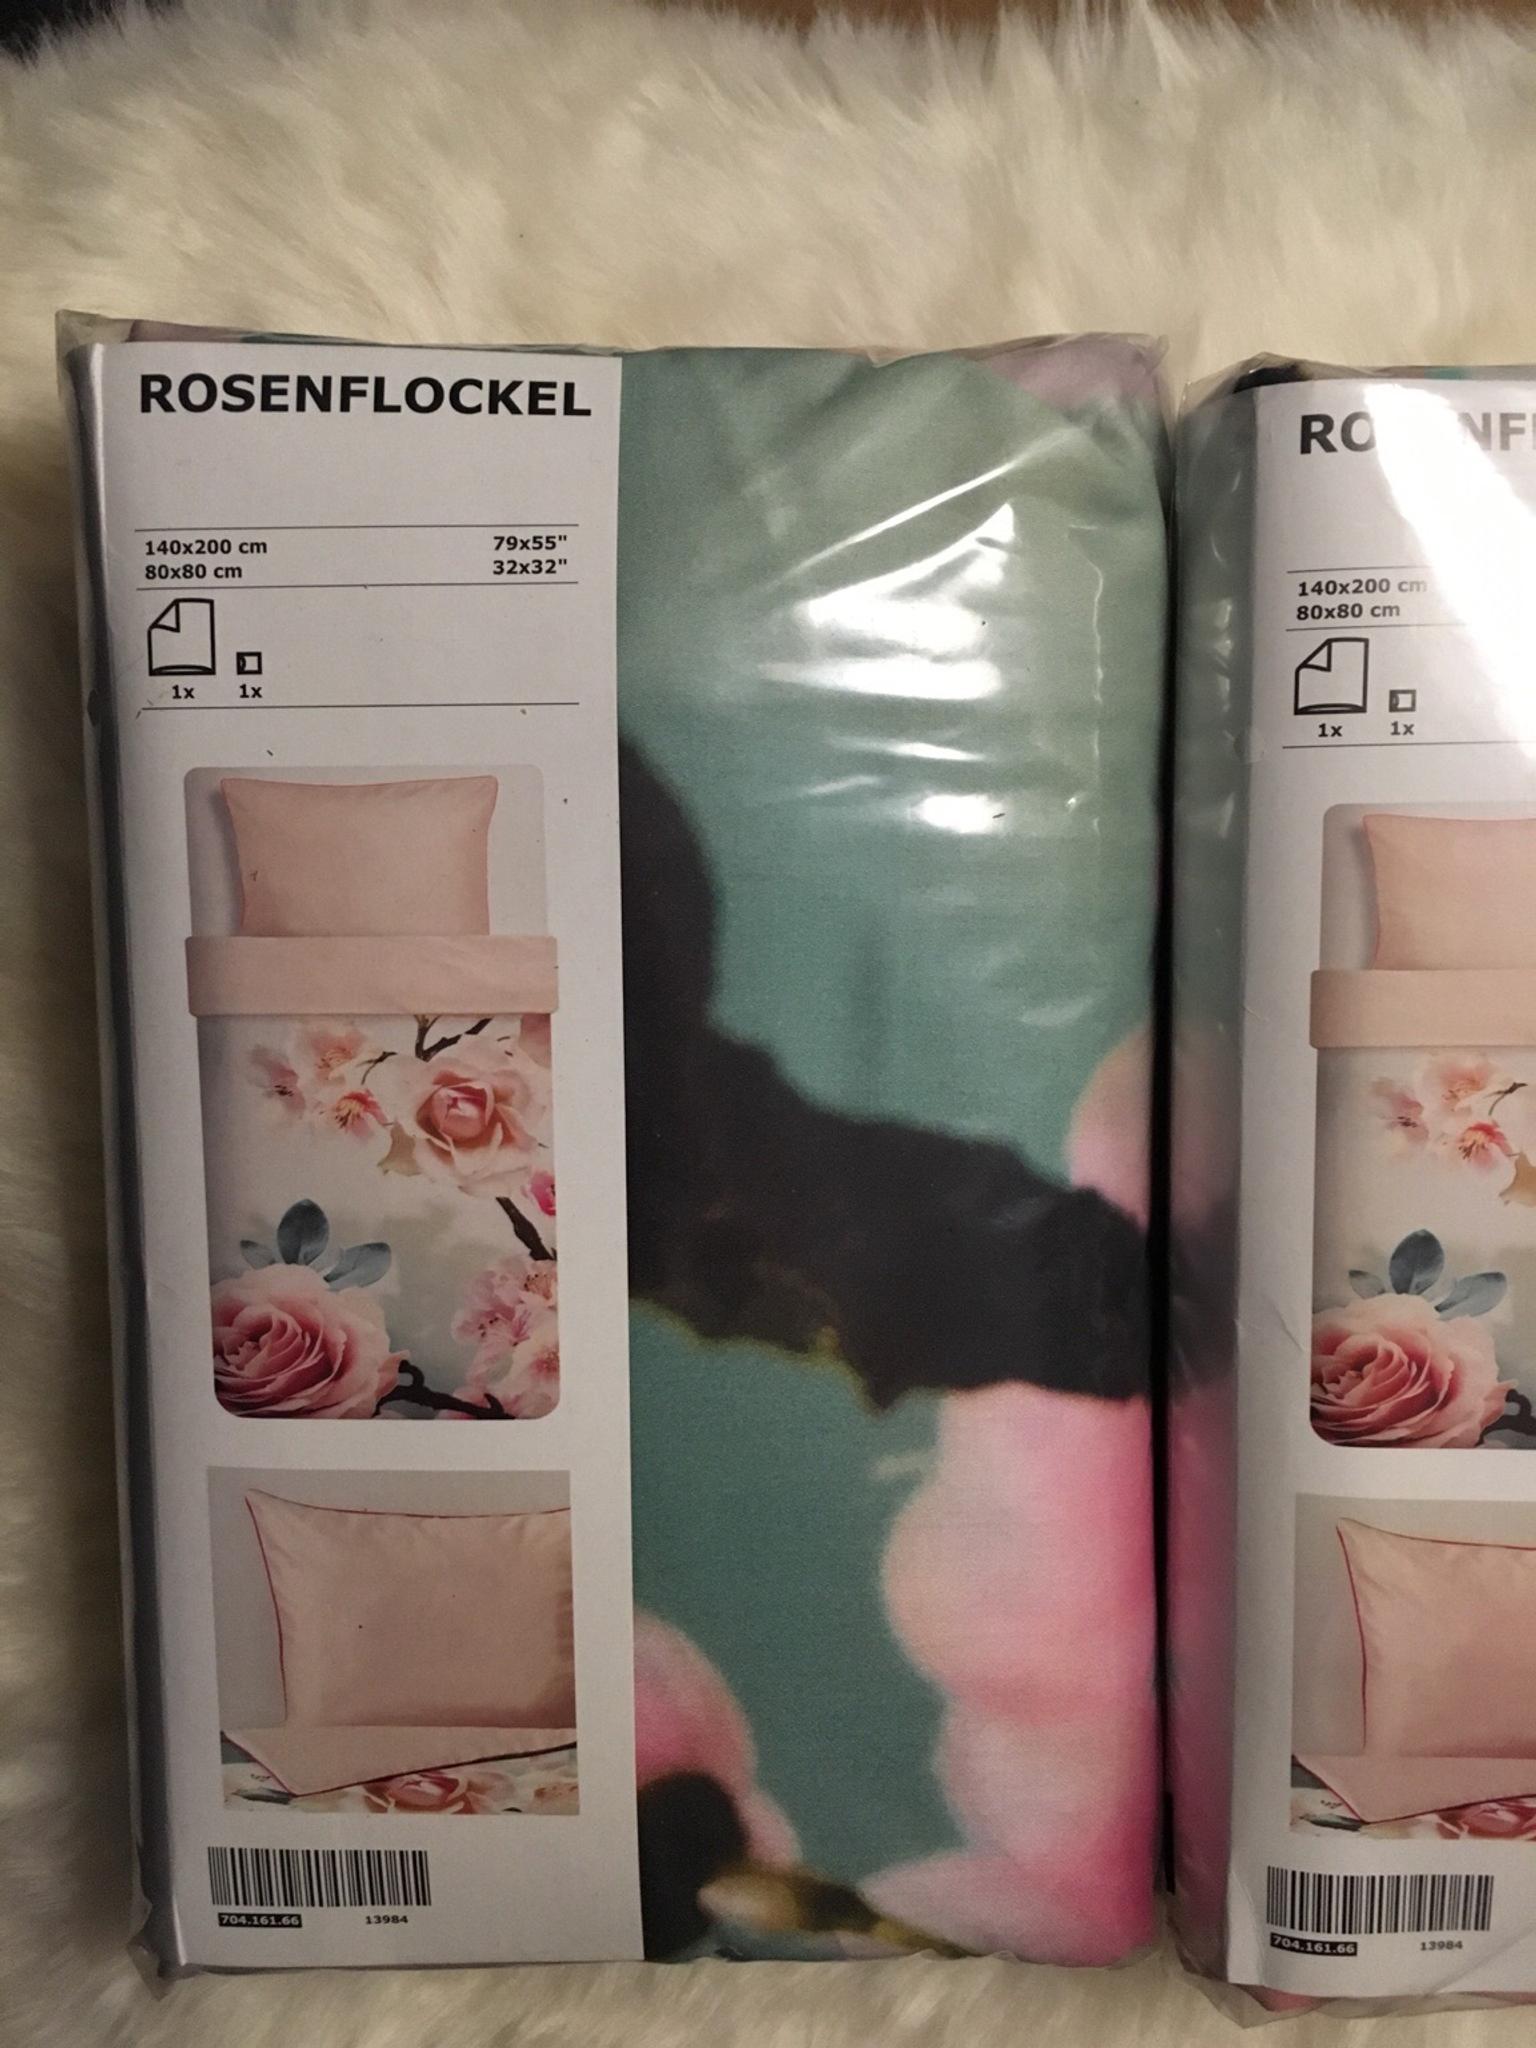 ROSENFLOCKEL
140x200 cm 79x55"
80x80 cm 32x32"
1x 1x
704.161.66 13984
140x200 cm
80x80 cm
1x 1x
704.161.66 13984